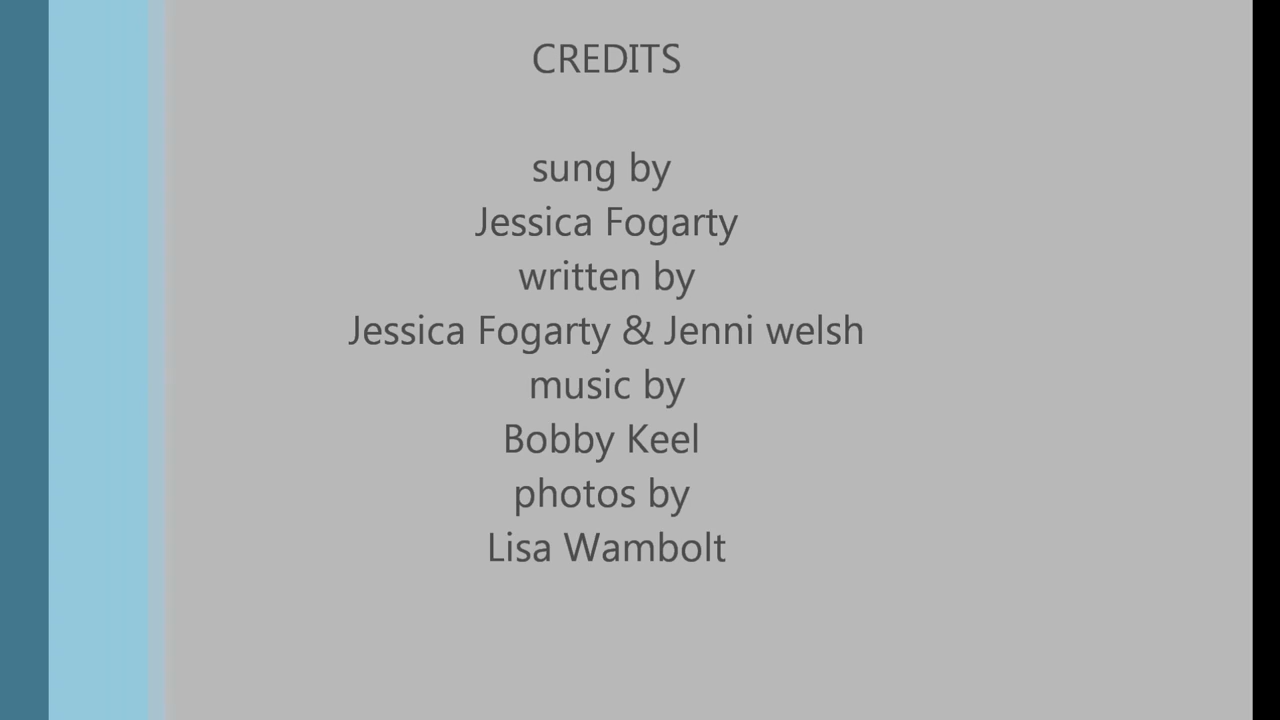 CREDITS
sung by
Jessica Fogarty
written by
Jessica Fogarty & Jenni welsh
music by
Bobby Keel
photos by
Lisa Wambolt